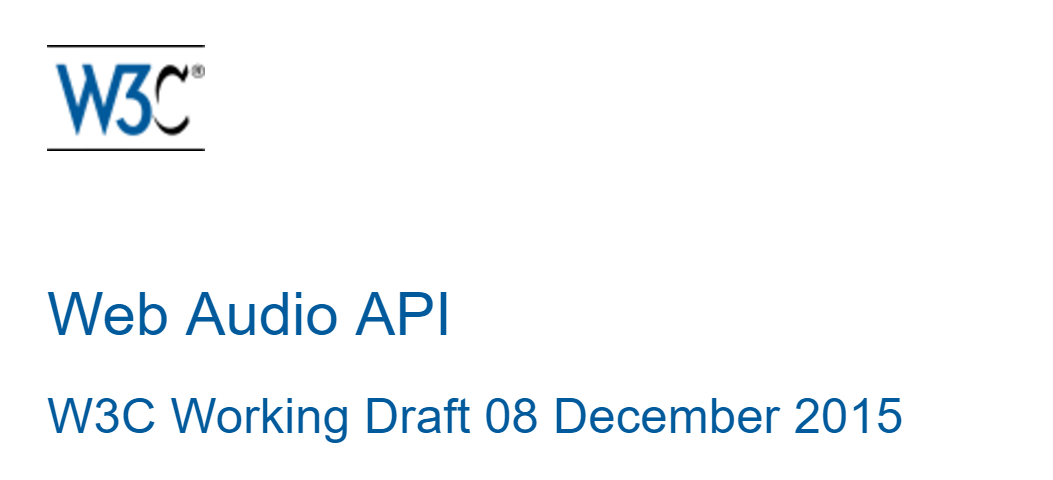 W3C®
Web Audio API
W3C Working Draft 08 December 2015